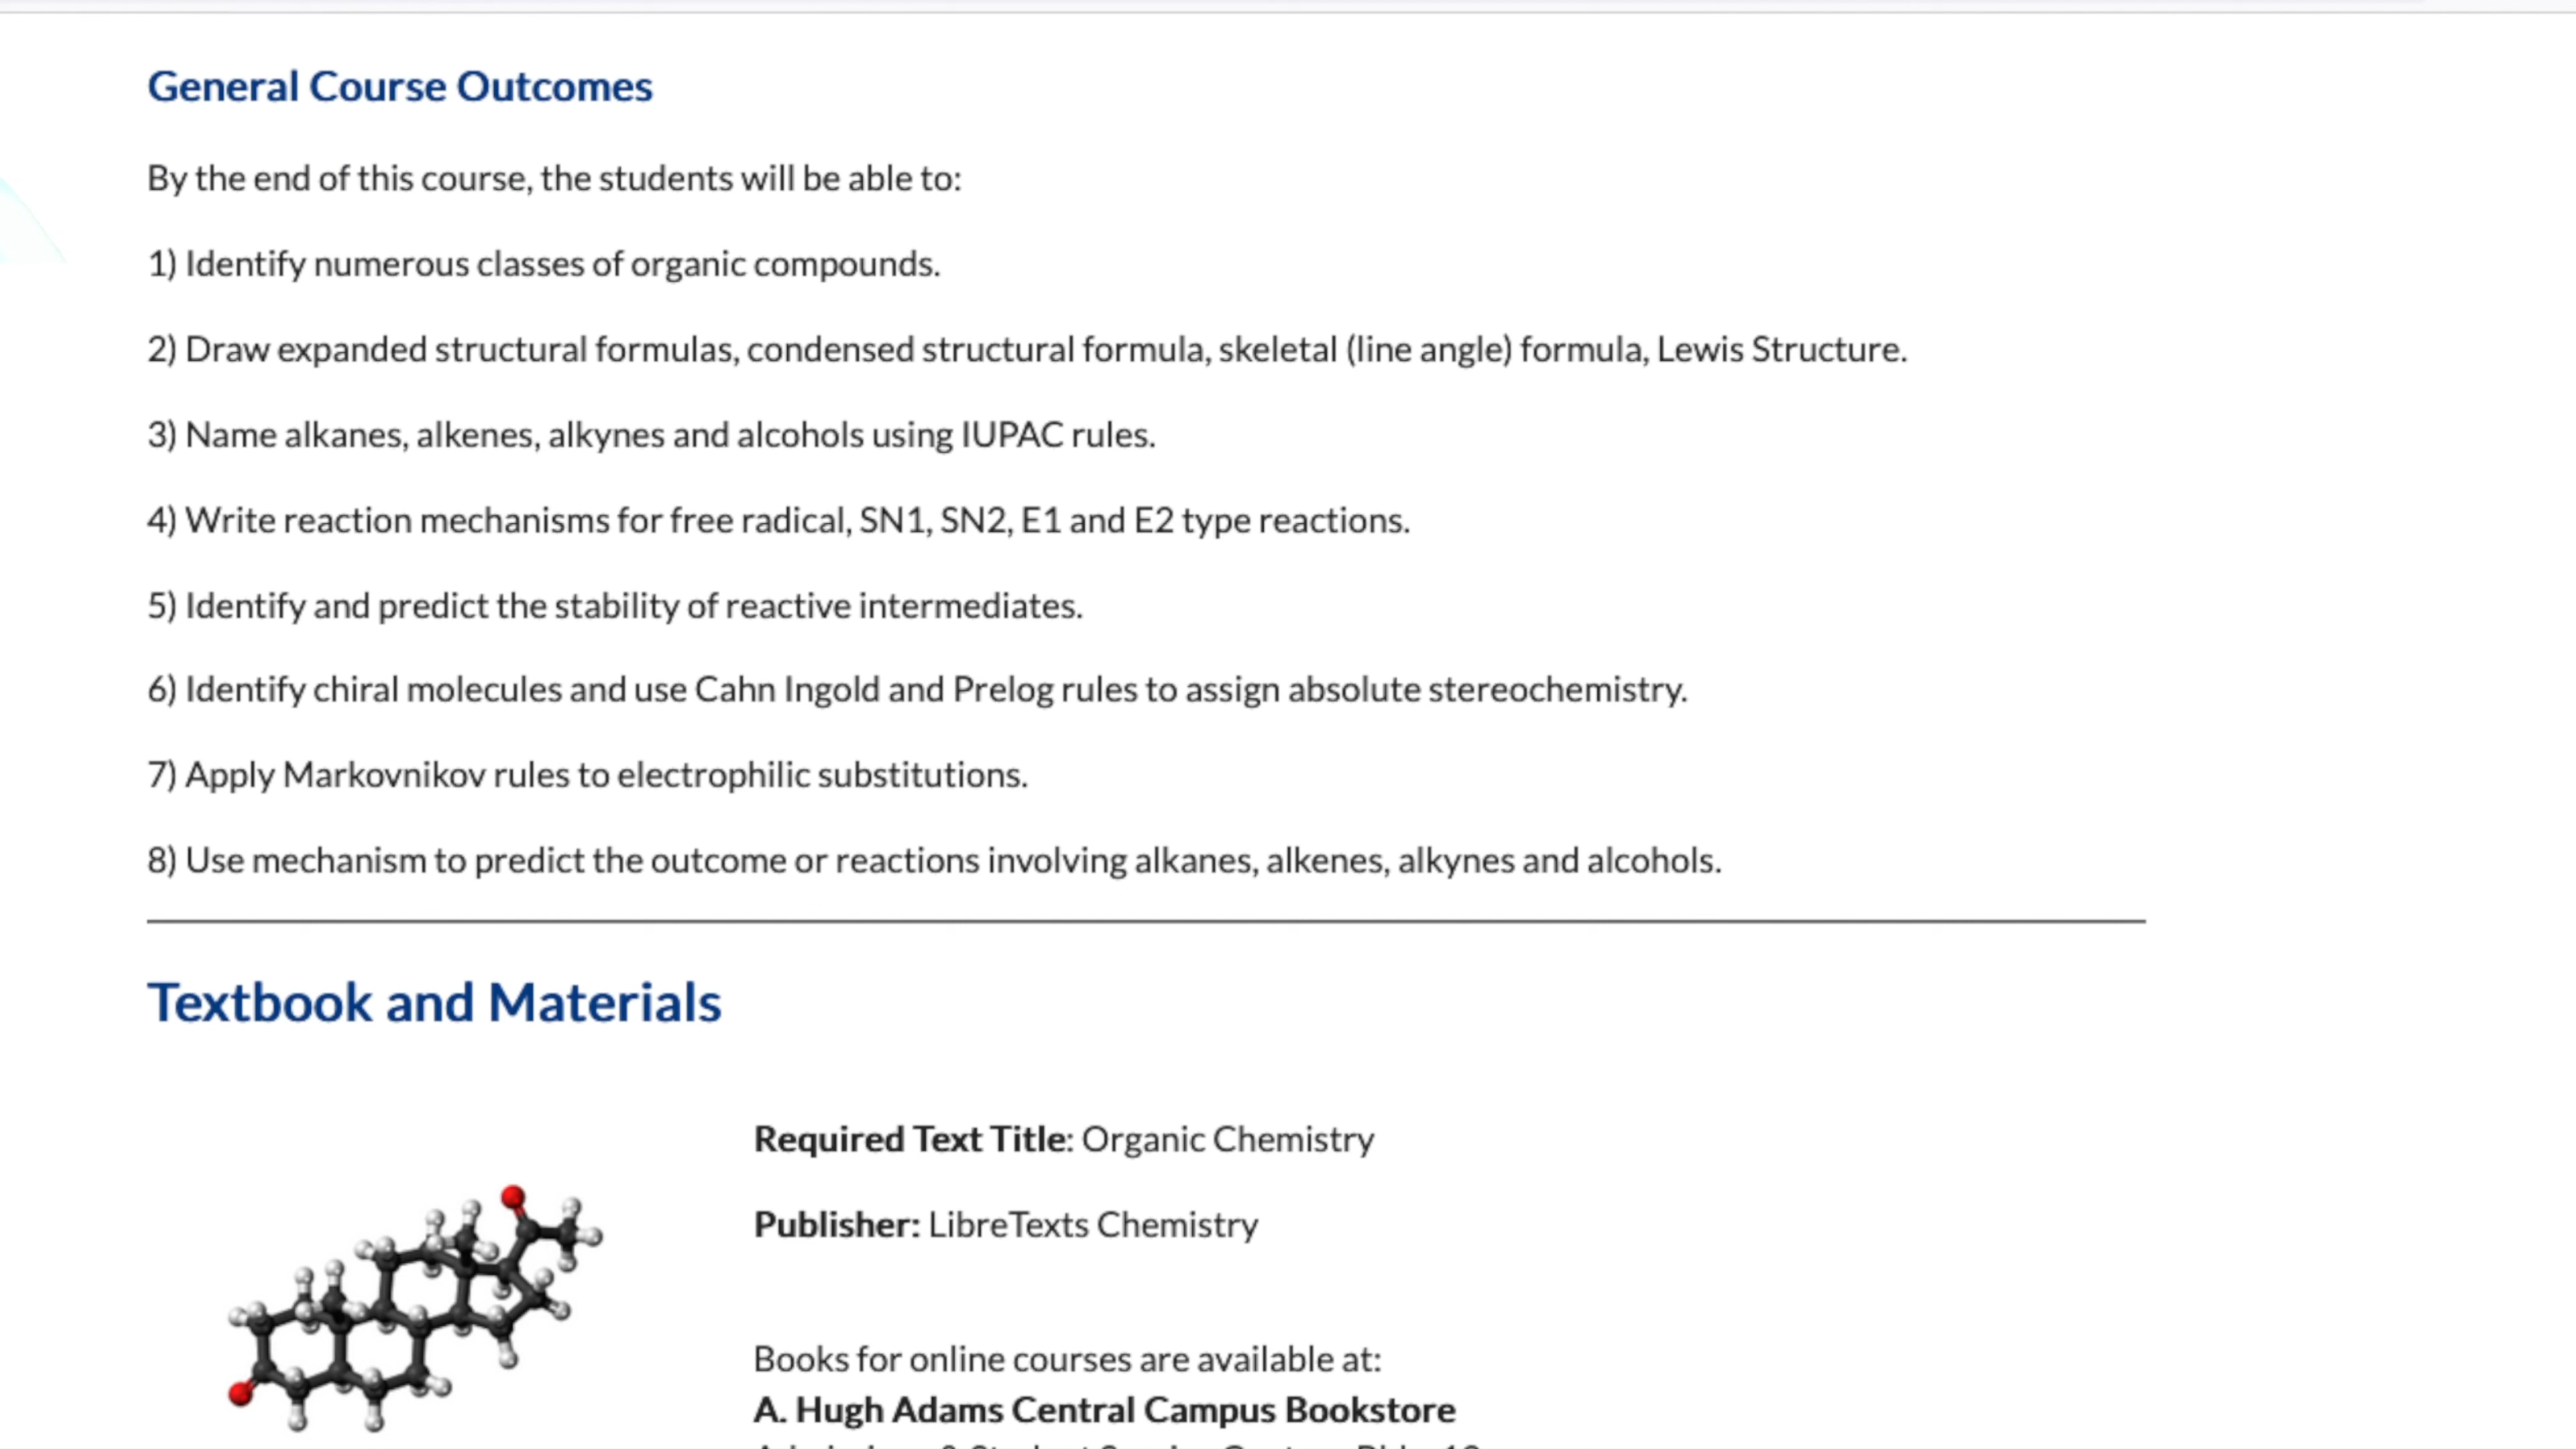 General Course Outcomes
By the end of this course, the students will be able to:
1) Identify numerous classes of organic compounds.
2) Draw expanded structural formulas, condensed structural formula, skeletal (line angle) formula, Lewis Structure.
3) Name alkanes, alkenes, alkynes and alcohols using IUPAC rules.
4) Write reaction mechanisms for free radical, SN1, SN2, E1 and E2 type reactions.
5) Identify and predict the stability of reactive intermediates.
6) Identify chiral molecules and use Cahn Ingold and Prelog rules to assign absolute stereochemistry.
7) Apply Markovnikov rules to electrophilic substitutions.
8) Use mechanism to predict the outcome or reactions involving alkanes, alkenes, alkynes and alcohols.
Textbook and Materials
Required Text Title: Organic Chemistry
Publisher: LibreTexts Chemistry
Books for online courses are available at:
A. Hugh Adams Central Campus Bookstore